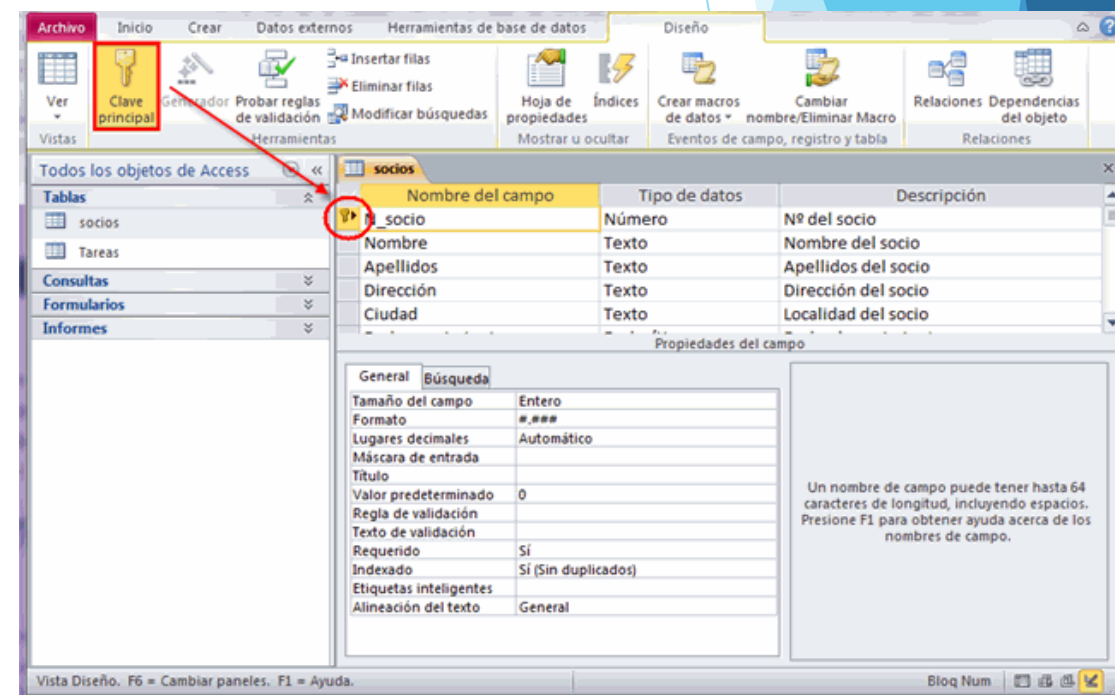 Archivo Inicio Crear Datos externos Herramientas de base de datos Diseño
Ver
Clave principal
Generador
Probar reglas de validación
Insertar filas
Eliminar filas
Modificar búsquedas
Hoja de propiedades
Índices
Crear macros de datos
Cambiar nombre/Eliminar Macro
Relaciones
Dependencias del objeto
Vistas Herramientas Mostrar u ocultar Eventos de campo, registro y tabla Relaciones
Todos los objetos de Access «
Tablas
socios
Tareas
Consultas
Formularios
Informes
socios
Nombre del campo Tipo de datos Descripción
N_socio Número Nº del socio
Nombre Texto Nombre del socio
Apellidos Texto Apellidos del socio
Dirección Texto Dirección del socio
Ciudad Texto Localidad del socio
Propiedades del campo
General Búsqueda
Tamaño del campo Entero
Formato #.###
Lugares decimales Automático
Máscara de entrada
Título
Valor predeterminado 0
Regla de validación
Texto de validación
Requerido Sí
Indexado Sí (Sin duplicados)
Etiquetas inteligentes
Alineación del texto General
Un nombre de campo puede tener hasta 64
caracteres de longitud, incluyendo espacios.
Presione F1 para obtener ayuda acerca de los
nombres de campo.
Vista Diseño. F6 = Cambiar paneles. F1 = Ayuda. Bloq Num